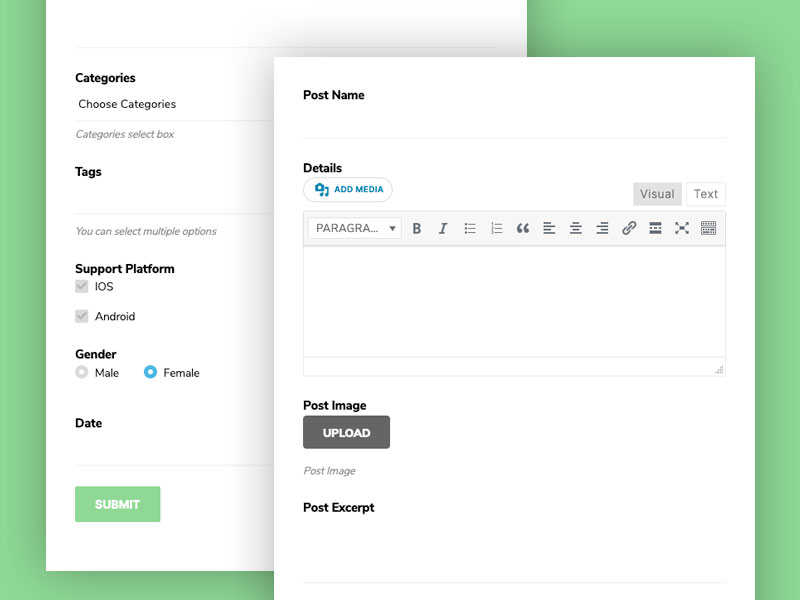 Categories
Choose Categories
Categories select box
Tags
You can select multiple options
Support Platform
IOS
Android
Gender
Male Female
Date
SUBMIT
Post Name
Details
ADD MEDIA
Visual Text
PARAGRA... B I
Post Image
UPLOAD
Post Image
Post Excerpt